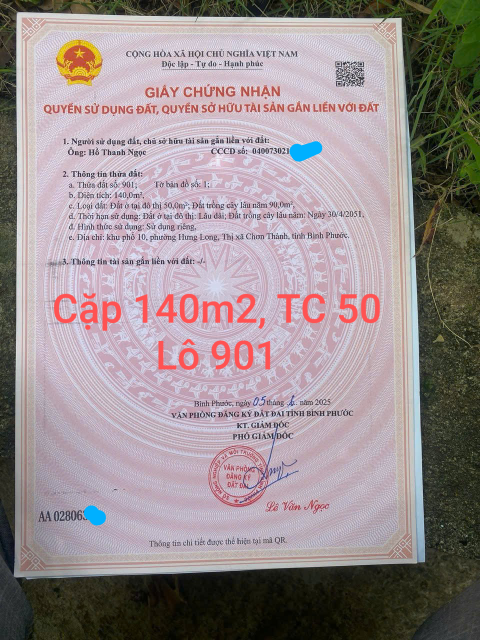 CỘNG HÒA XÃ HỘI CHỦ NGHĨA VIỆT NAM
Độc lập - Tự do - Hạnh phúc
GIẤY CHỨNG NHẬN
QUYỀN SỬ DỤNG ĐẤT, QUYỀN SỞ HỮU TÀI SẢN GẮN LIỀN VỚI ĐẤT
1. Người sử dụng đất, chủ sở hữu tài sản gắn liền với đất:
Ông: Hồ Thanh Ngọc CCCD số: 040073021
2. Thông tin thửa đất:
a. Thửa đất số: 901; Tờ bản đồ số: 1;
b. Diện tích: 140,0m²,
c. Loại đất: Đất ở tại đô thị 50,0m²; Đất trồng cây lâu năm 90,0m²,
d. Thời hạn sử dụng: Đất ở tại đô thị: Lâu dài; Đất trồng cây lâu năm: Ngày 30/4/2051,
đ. Hình thức sử dụng: Sử dụng riêng,
e. Địa chỉ: khu phố 10, phường Hưng Long, Thị xã Chơn Thành, tỉnh Bình Phước.
3. Thông tin tài sản gắn liền với đất: -/-
Cặp 140m2, TC 50
Lô 901
Bình Phước, ngày 05 tháng 6 năm 2025
VĂN PHÒNG ĐĂNG KÝ ĐẤT ĐAI TỈNH BÌNH PHƯỚC
KT. GIÁM ĐỐC
PHÓ GIÁM ĐỐC
VĂN PHÒNG
ĐĂNG KÝ
ĐẤT ĐAI
Lê Văn Ngọc
AA 02806
Thông tin chi tiết được thể hiện tại mã QR.